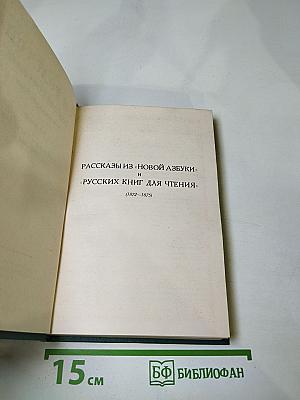 РАССКАЗЫ ИЗ «НОВОЙ АЗБУКИ»
И
«РУССКИХ КНИГ ДЛЯ ЧТЕНИЯ»
(1872—1875)
15 см
БФ БИБЛИОФАН